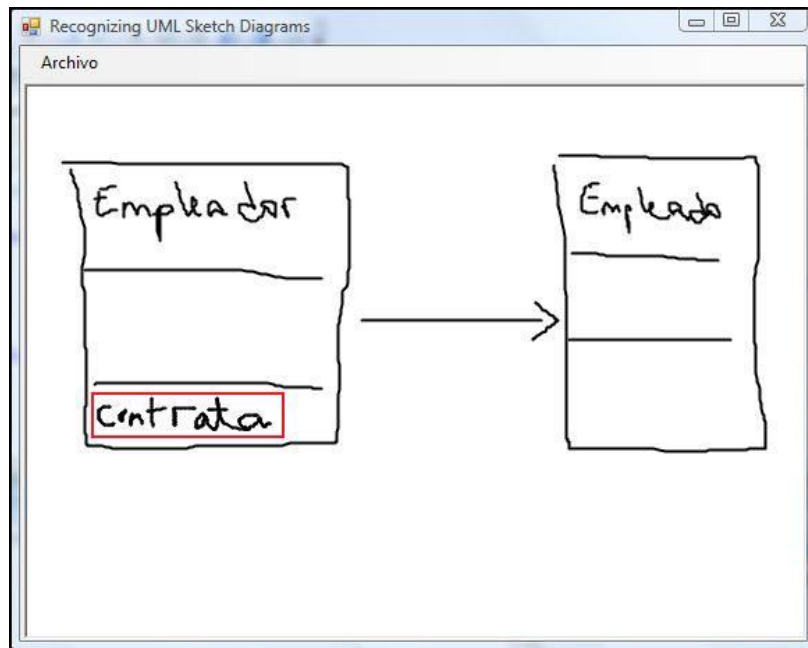 Recognizing UML Sketch Diagrams
Archivo
Empleador
Empleado
Contrata